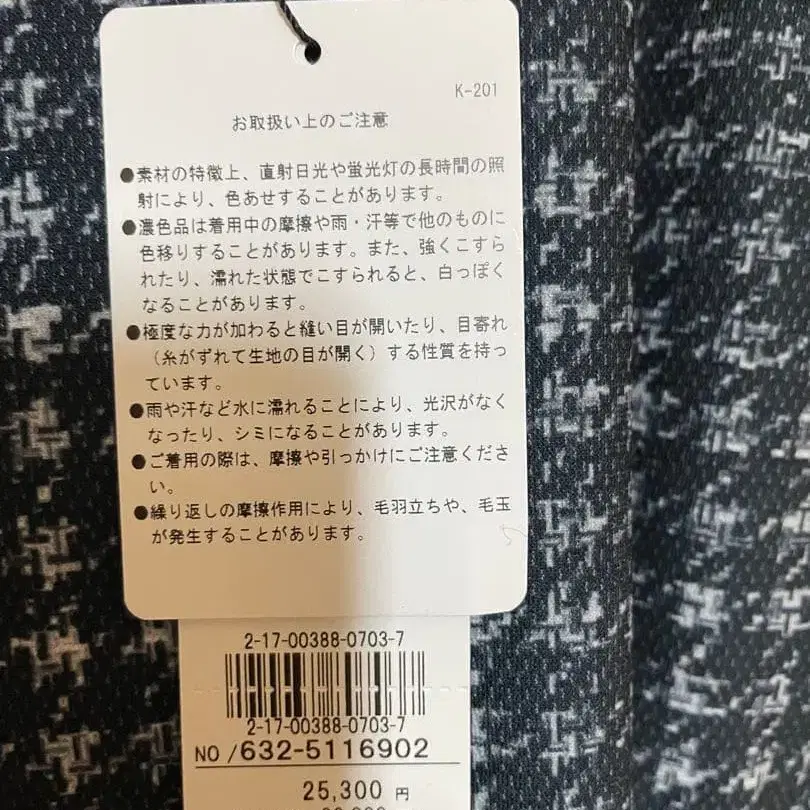 K-201
お取扱い上のご注意
●素材の特徴上、直射日光や蛍光灯の長時間の照
射により、色あせすることがあります。
●濃色品は着用中の摩擦や雨・汗等で他のものに
色移りすることがあります。また、強くこすら
れたり、濡れた状態でこすられると、白っぽく
なることがあります。
●極度な力が加わると縫い目が開いたり、目寄れ
（糸がずれて生地の目が開く）する性質を持っ
ています。
●雨や汗など水に濡れることにより、光沢がなく
なったり、シミになることがあります。
●ご着用の際は、摩擦や引っかけにご注意くださ
い。
●繰り返しの摩擦作用により、毛羽立ちや、毛玉
が発生することがあります。
2-17-00388-0703-7
2-17-00388-0703-7
NO /632-5116902
25,300 円